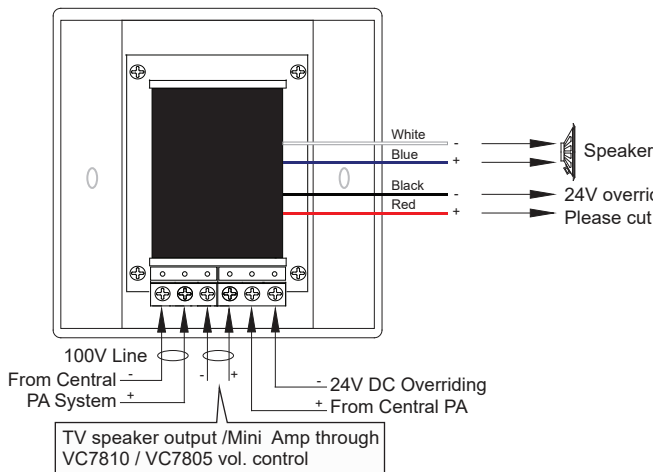 White -
Blue +
Speaker
Black -
24V
Red +
Please cut
100V Line
From Central -
PA System +
- +
- 24V DC Overriding
+ From Central PA
TV speaker output /Mini Amp through
VC7810 / VC7805 vol. control